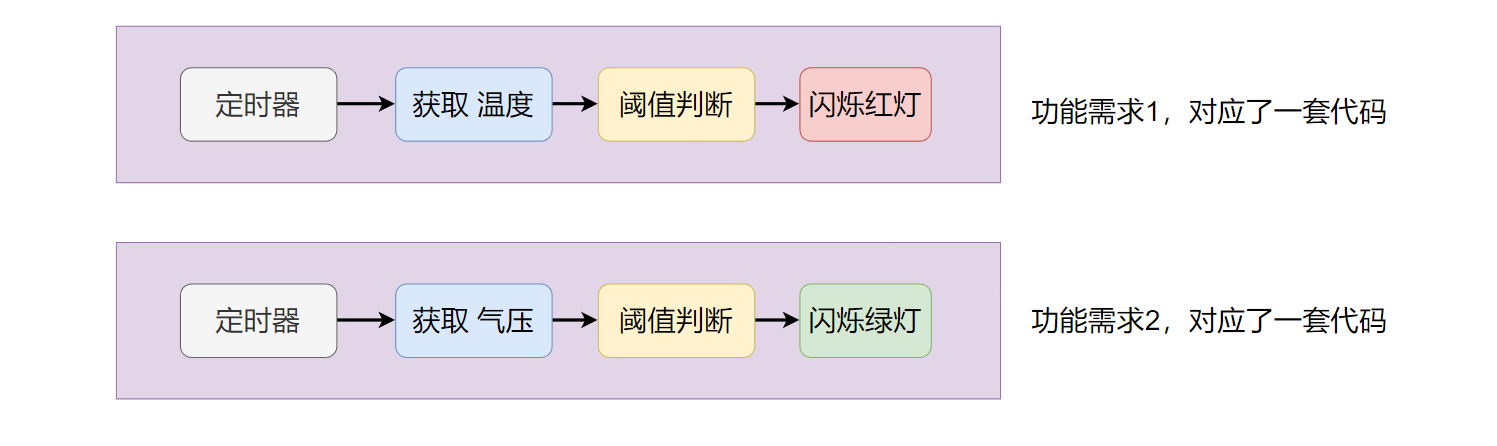 定时器
获取 温度
阈值判断
闪烁红灯
功能需求1，对应了一套代码
定时器
获取 气压
阈值判断
闪烁绿灯
功能需求2，对应了一套代码